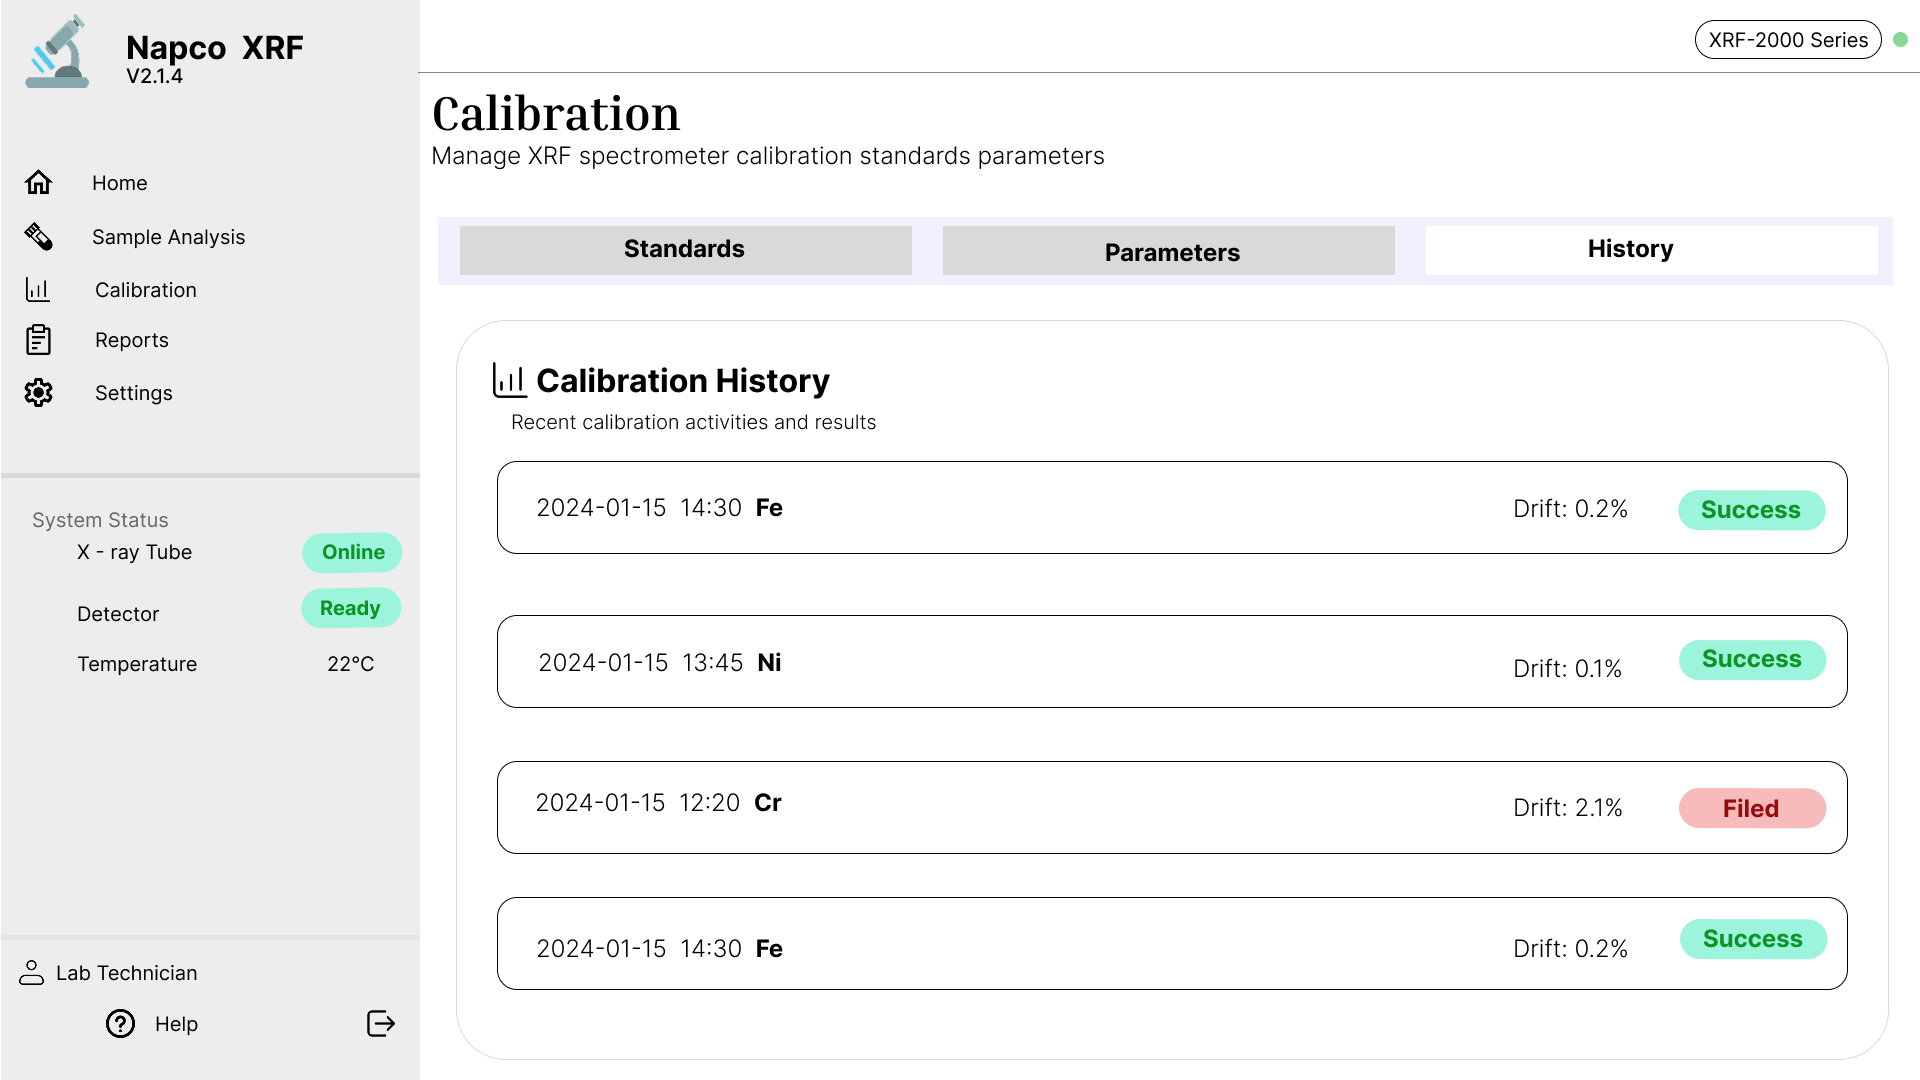 Napco XRF
V2.1.4
Home
Sample Analysis
Calibration
Reports
Settings
System Status
X - ray Tube Online
Detector Ready
Temperature 22°C
Lab Technician
Help
XRF-2000 Series
Calibration
Manage XRF spectrometer calibration standards parameters
Standards Parameters History
Calibration History
Recent calibration activities and results
2024-01-15 14:30 Fe Drift: 0.2% Success
2024-01-15 13:45 Ni Drift: 0.1% Success
2024-01-15 12:20 Cr Drift: 2.1% Filed
2024-01-15 14:30 Fe Drift: 0.2% Success